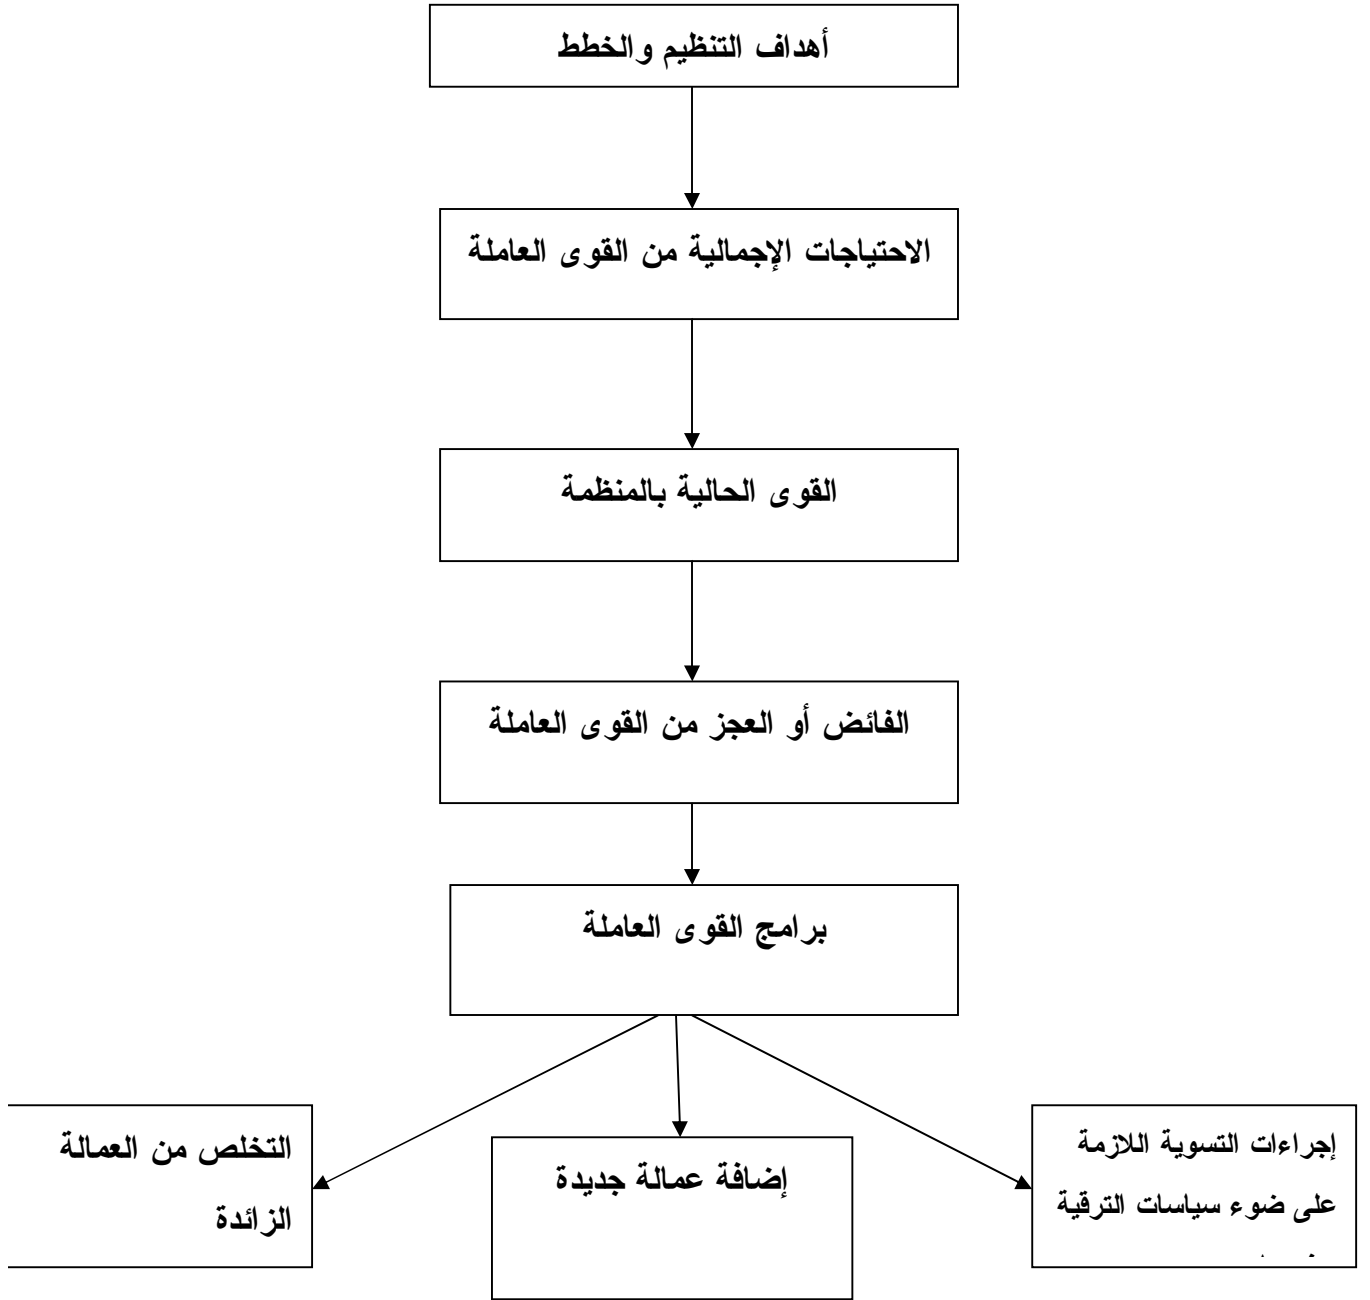 أهداف التنظيم والخطط
الاحتياجات الإجمالية من القوى العاملة
القوى الحالية بالمنظمة
الفائض أو العجز من القوى العاملة
برامج القوى العاملة
إجراءات التسوية اللازمة
على ضوء سياسات الترقية
إضافة عمالة جديدة
التخلص من العمالة
الزائدة